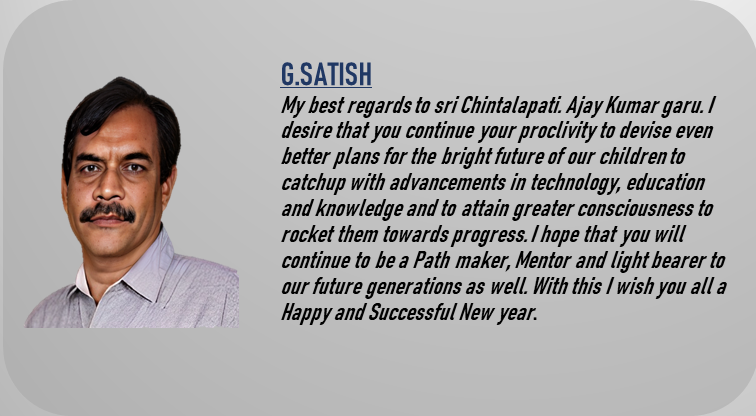 G.SATISH
My best regards to sri Chintalapati. Ajay Kumar garu. I
desire that you continue your proclivity to devise even
better plans for the bright future of our children to
catchup with advancements in technology, education
and knowledge and to attain greater consciousness to
rocket them towards progress. I hope that you will
continue to be a Path maker, Mentor and light bearer to
our future generations as well. With this I wish you all a
Happy and Successful New year.